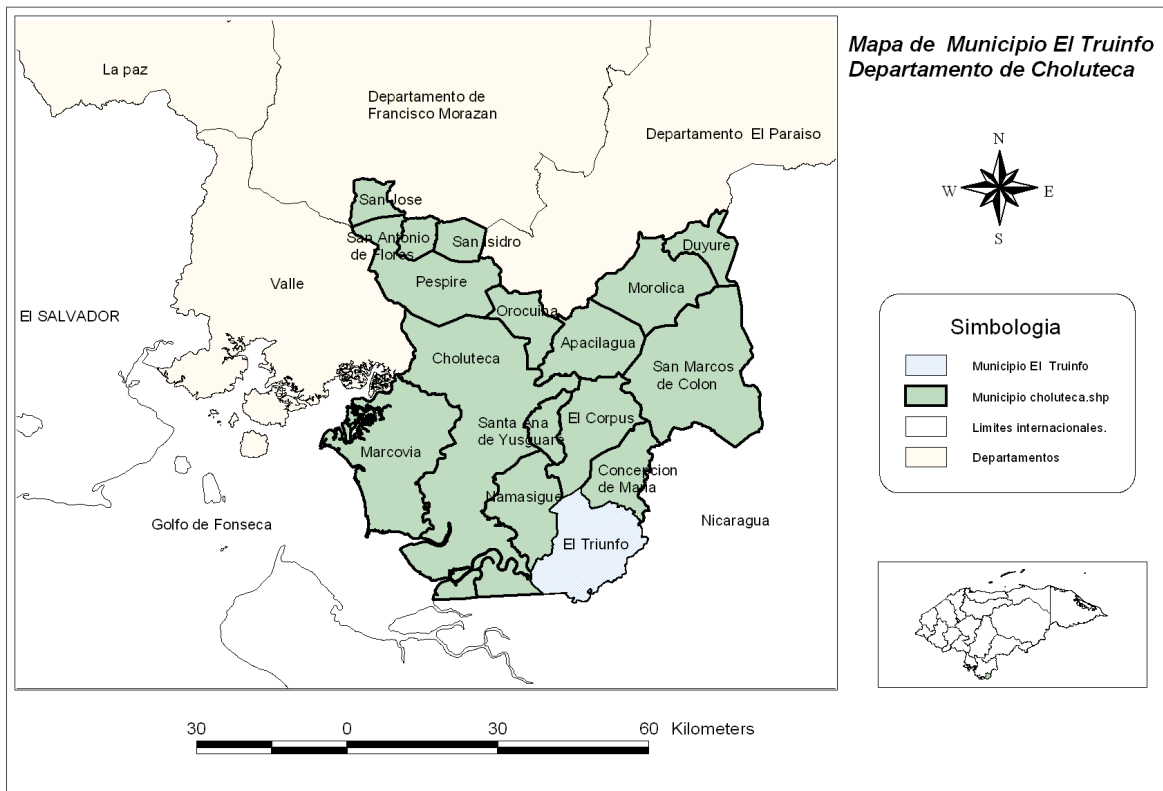 Mapa de Municipio El Truinfo
Departamento de Choluteca
La paz
Departamento de
Francisco Morazan
Departamento El Paraiso
N
W
E
S
San Jose
San Antonio
de Flores
San Isidro
Duyure
Pespire
Valle
Morolica
Orocuina
El SALVADOR
Apacilagua
Choluteca
San Marcos
de Colon
Santa Ana
de Yusguare
El Corpus
Marcovia
Concepcion
de Maria
Namasigue
Golfo de Fonseca
Nicaragua
El Triunfo
Simbologia
Municipio El Truinfo
Municipio choluteca.shp
Limites internacionales.
Departamentos
30 0 30 60 Kilometers